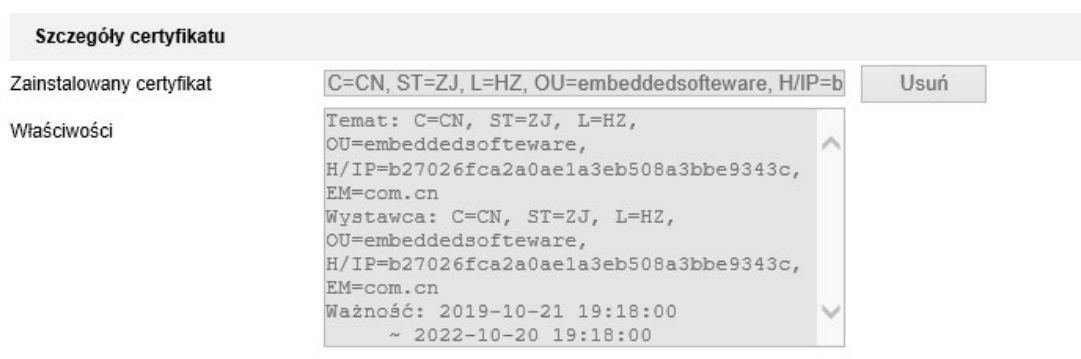 Szczegóły certyfikatu
Zainstalowany certyfikat
C=CN, ST=ZJ, L=HZ, OU=embeddedsofteware, H/IP=b
Usuń
Właściwości
Temat: C=CN, ST=ZJ, L=HZ,
OU=embeddedsofteware,
H/IP=b27026fca2a0ae1a3eb508a3bbe9343c,
EM=com.cn
Wystawca: C=CN, ST=ZJ, L=HZ,
OU=embeddedsofteware,
H/IP=b27026fca2a0ae1a3eb508a3bbe9343c,
EM=com.cn
Ważność: 2019-10-21 19:18:00
~ 2022-10-20 19:18:00